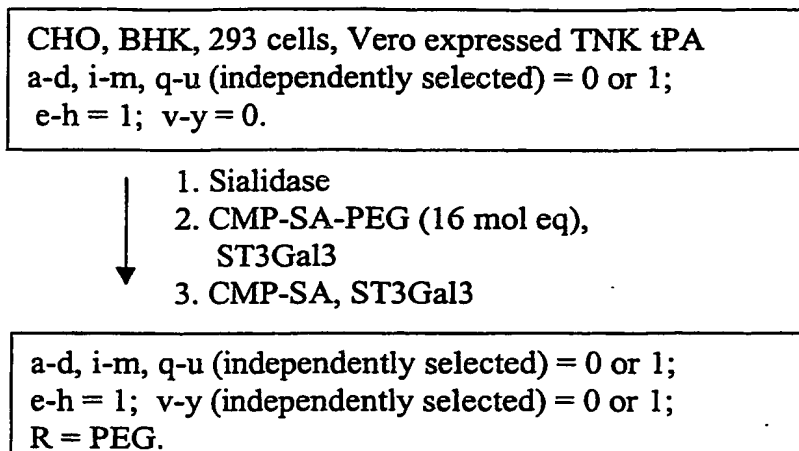 CHO, BHK, 293 cells, Vero expressed TNK tPA
a-d, i-m, q-u (independently selected) = 0 or 1;
e-h = 1; v-y = 0.
1. Sialidase
2. CMP-SA-PEG (16 mol eq),
ST3Gal3
3. CMP-SA, ST3Gal3
a-d, i-m, q-u (independently selected) = 0 or 1;
e-h = 1; v-y (independently selected) = 0 or 1;
R = PEG.